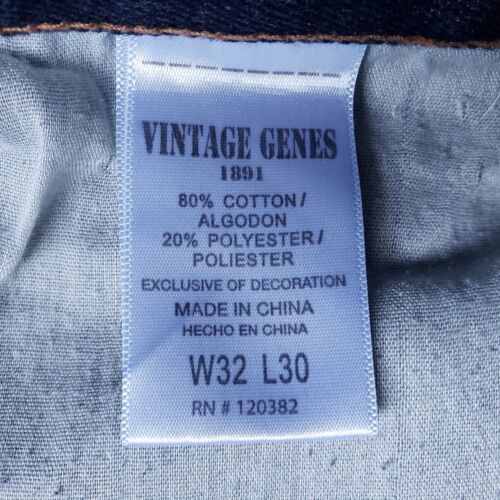 VINTAGE GENES
1891
80% COTTON/
ALGODON
20% POLYESTER/
POLIESTER
EXCLUSIVE OF DECORATION
MADE IN CHINA
HECHO EN CHINA
W32 L30
RN # 120382